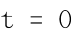 t = 0